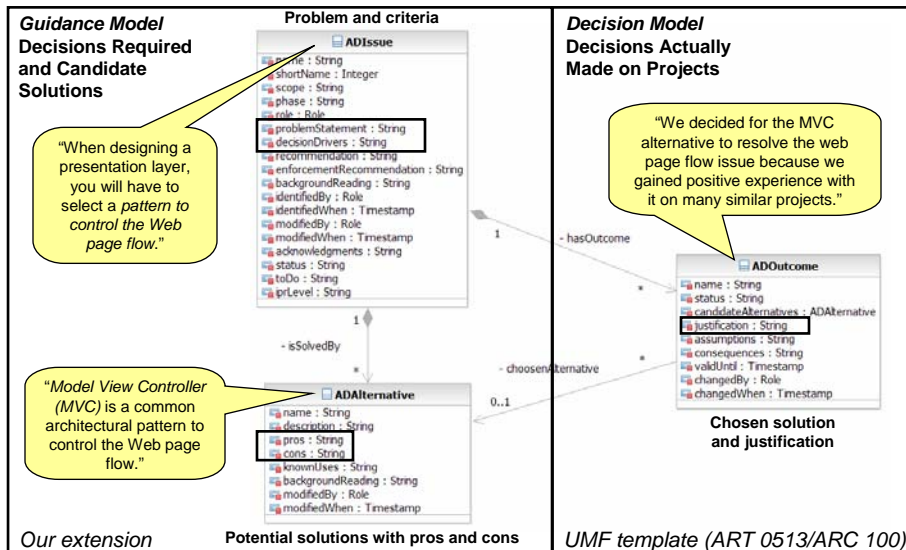 Guidance Model
Decisions Required
and Candidate
Solutions
Problem and criteria
ADIssue
name : String
shortName : Integer
scope : String
phase : String
role : Role
problemStatement : String
decisionDrivers : String
recommendation : String
enforcementRecommendation : String
backgroundReading : String
identifiedBy : Role
identifiedWhen : Timestamp
modifiedBy : Role
modifiedWhen : Timestamp
acknowledgments : String
status : String
toDo : String
iprLevel : String
“When designing a
presentation layer,
you will have to
select a pattern to
control the Web
page flow.”
1
- isSolvedBy
*
“Model View Controller
(MVC) is a common
architectural pattern to
control the Web page
flow.”
ADAlternative
name : String
description : String
pros : String
cons : String
knownUses : String
backgroundReading : String
modifiedBy : Role
modifiedWhen : Timestamp
Our extension
Potential solutions with pros and cons
1
- hasOutcome
*
- choosenAlternative
*
0..1
Decision Model
Decisions Actually
Made on Projects
“We decided for the MVC
alternative to resolve the web
page flow issue because we
gained positive experience with
it on many similar projects.”
ADOutcome
name : String
status : String
candidateAlternatives : ADAlternative
justification : String
assumptions : String
consequences : String
validUntil : Timestamp
changedBy : Role
changedWhen : Timestamp
Chosen solution
and justification
UMF template (ART 0513/ARC 100)